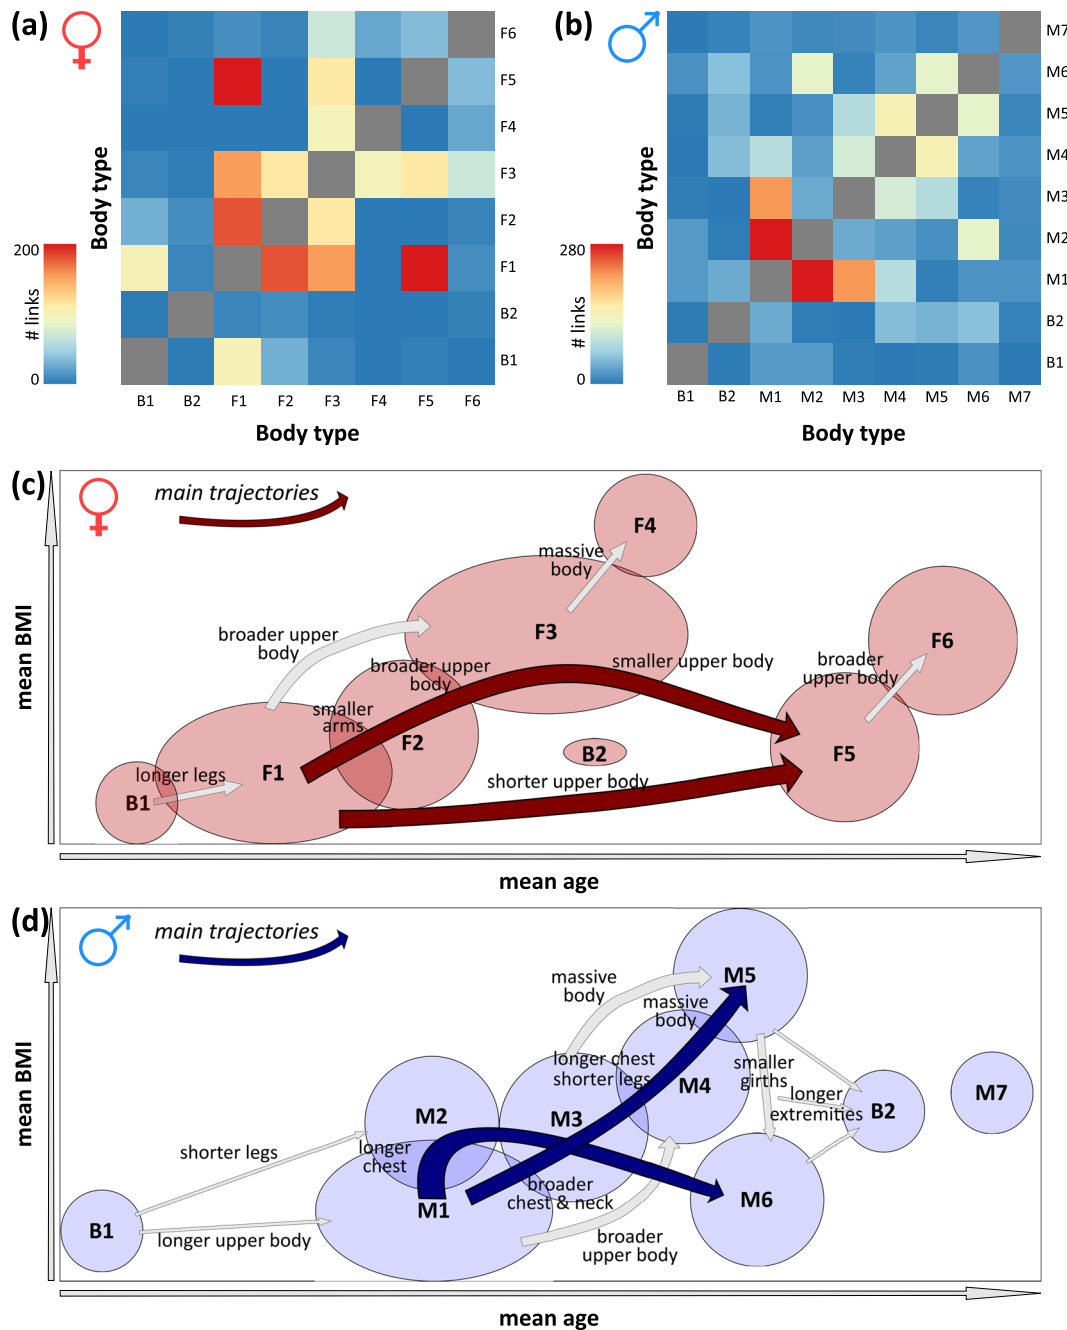 (a)
F6
F5
F4
F3
F2
F1
B2
B1
Body type
200
# links
0
B1 B2 F1 F2 F3 F4 F5 F6
Body type
(b)
M7
M6
M5
M4
M3
M2
M1
B2
B1
Body type
280
# links
0
B1 B2 M1 M2 M3 M4 M5 M6 M7
Body type
(c)
main trajectories
mean BMI
F4
massive
body
F3
broader upper
body
F6
broader upper
body
smaller upper body
broader
upper body
smaller
arms
F2
B2
F5
longer legs
F1
shorter upper body
B1
mean age
(d)
main trajectories
mean BMI
M5
massive
body
massive
body
longer chest
shorter legs
M4
smaller
girths
longer
extremities
B2
M7
M2
M3
shorter legs
longer
chest
broader
chest & neck
M6
M1
B1
longer upper body
broader
upper body
mean age